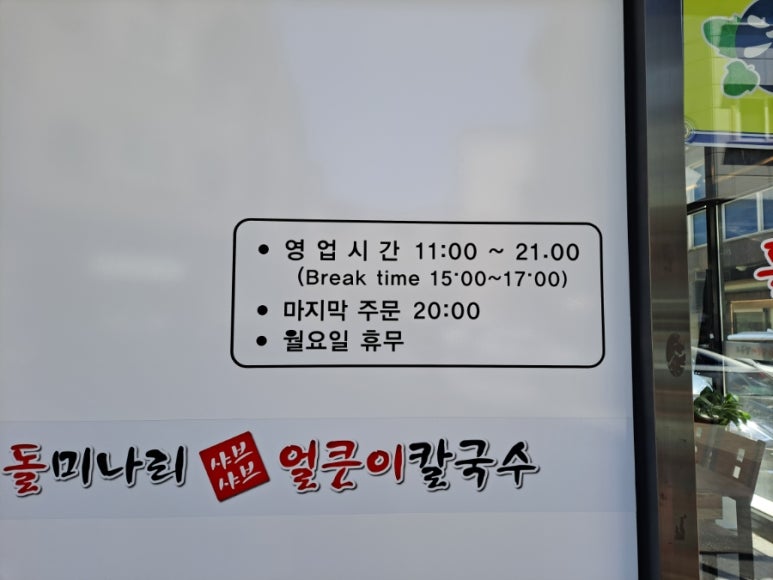 • 영 업 시 간 11:00 ~ 21.00
(Break time 15:00~17:00)
• 마지막 주문 20:00
• 월요일 휴무
돌미나리 샤브샤브 얼큰이칼국수